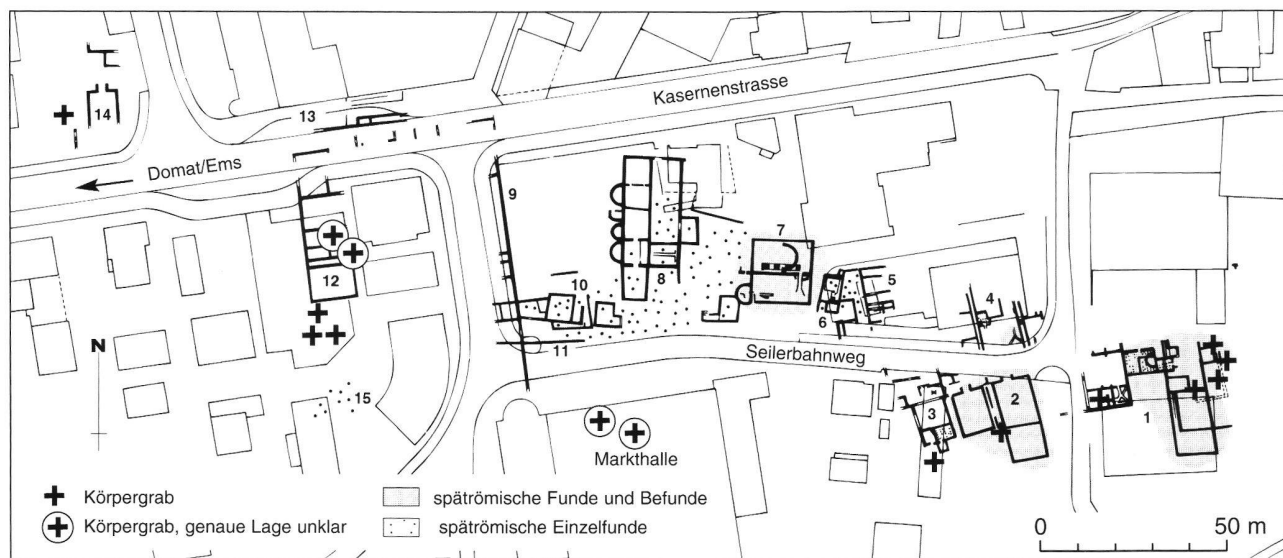 Kasernenstrasse
14
13
Domat/Ems
9
7
12
10
8
5
4
6
N
11
Seilerbahnweg
15
3
2
1
Markthalle
Körpergrab
spätrömische Funde und Befunde
Körpergrab, genaue Lage unklar
spätrömische Einzelfunde
0 50 m